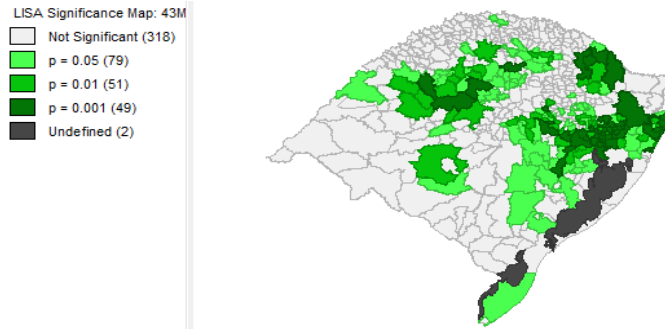 LISA Significance Map: 43M
Not Significant (318)
p = 0.05 (79)
p = 0.01 (51)
p = 0.001 (49)
Undefined (2)